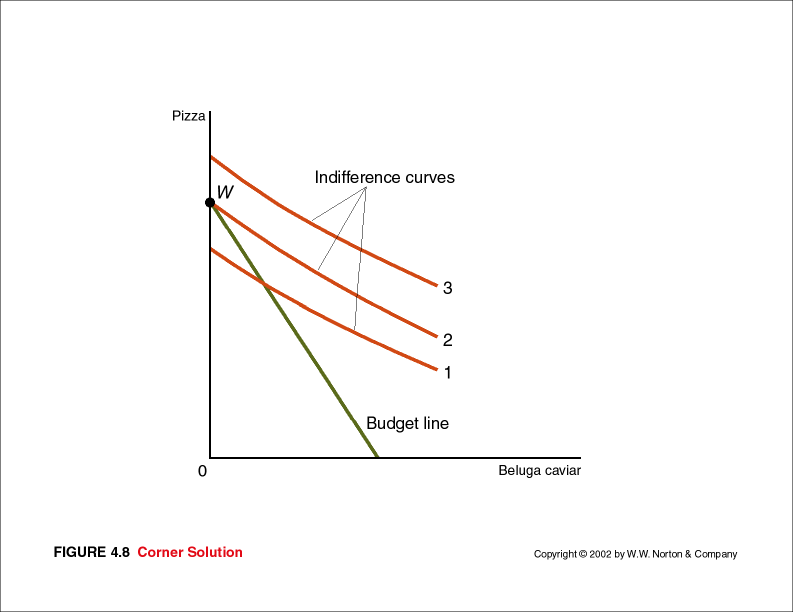 Pizza
W
Indifference curves
3
2
1
Budget line
0
Beluga caviar
FIGURE 4.8 Corner Solution
Copyright © 2002 by W.W. Norton & Company